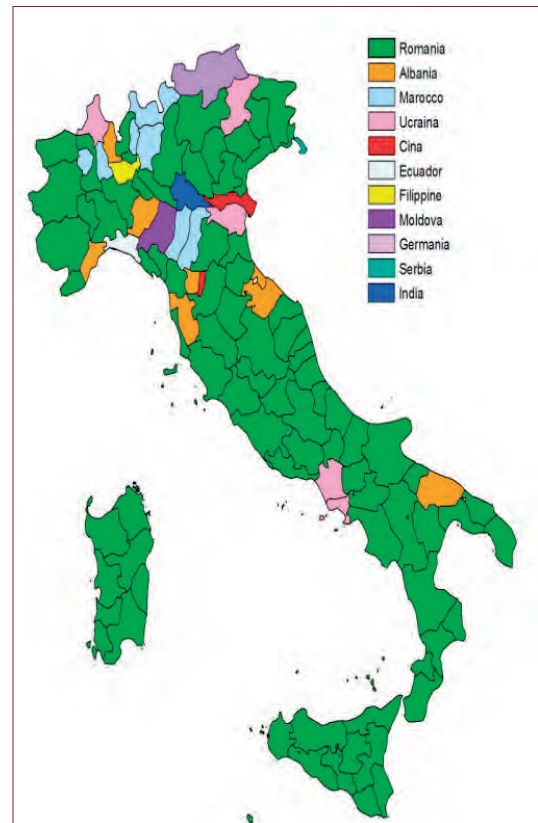 Romania
Albania
Marocco
Ucraina
Cina
Ecuador
Filippine
Moldova
Germania
Serbia
India